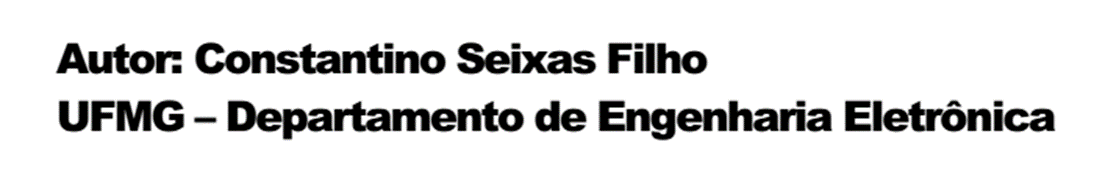 Autor: Constantino Seixas Filho
UFMG – Departamento de Engenharia Eletrônica